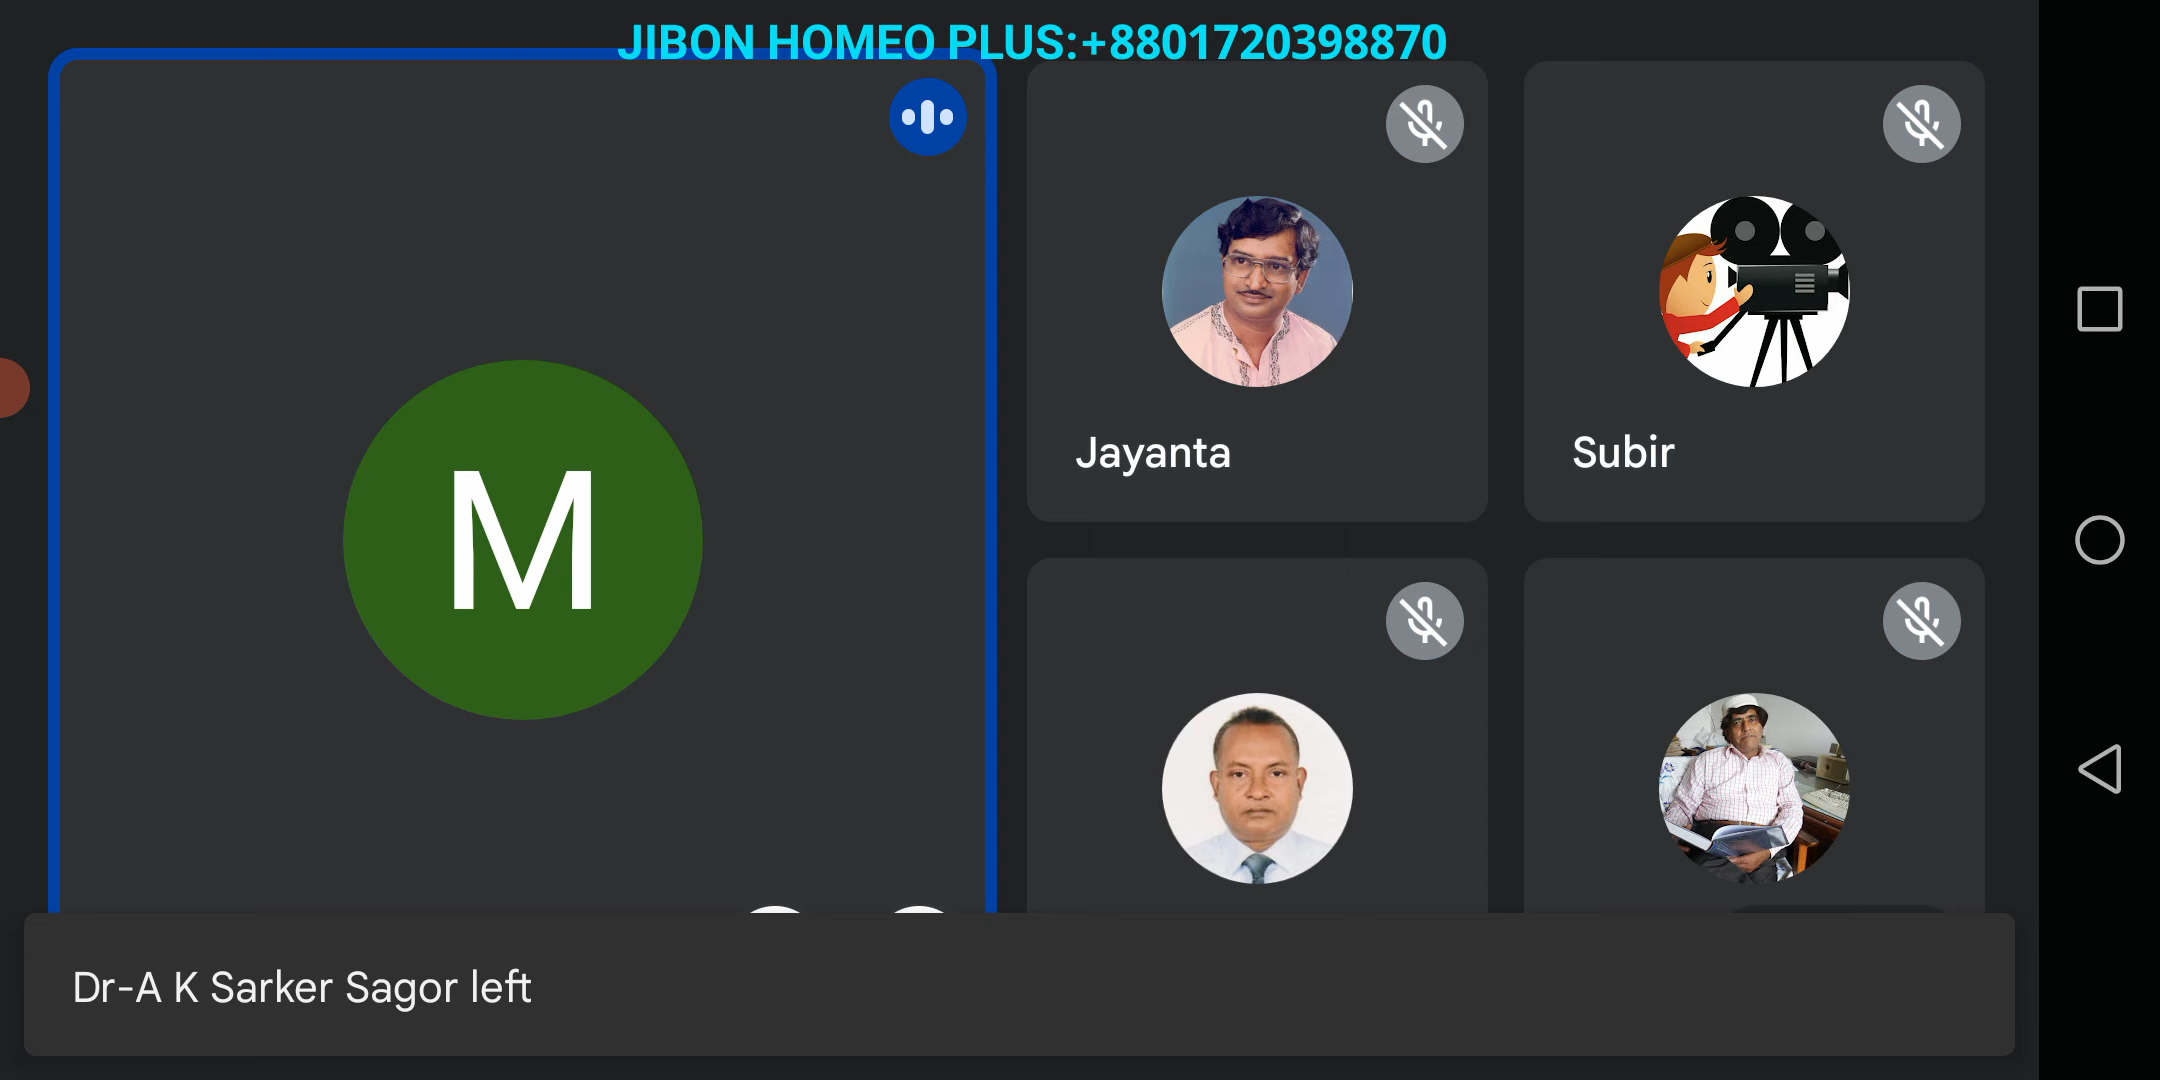 JIBON HOMEO PLUS:+8801720398870
M
Jayanta
Subir
Dr-A K Sarker Sagor left